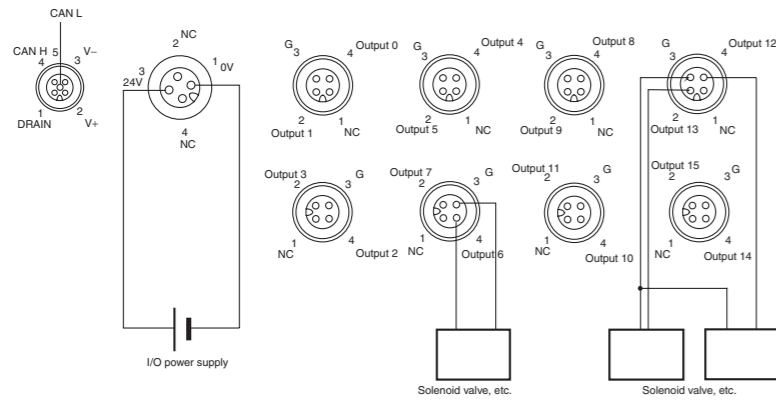 CAN L
CAN H 5 V−
4 3
1 2
DRAIN V+
NC
2
3 1 0V
24V
4
NC
G 3 4 Output 0
2 1
Output 1 NC
G 3 4 Output 4
2 1
Output 5 NC
G 3 4 Output 8
2 1
Output 9 NC
G 3 4 Output 12
2 1
Output 13 NC
Output 3 G
2 3
1 4
NC Output 2
Output 7 G
2 3
1 4
NC Output 6
Output 11 G
2 3
1 4
NC Output 10
Output 15
2 3 G
1 4
NC Output 14
I/O power supply
Solenoid valve, etc.
Solenoid valve, etc.